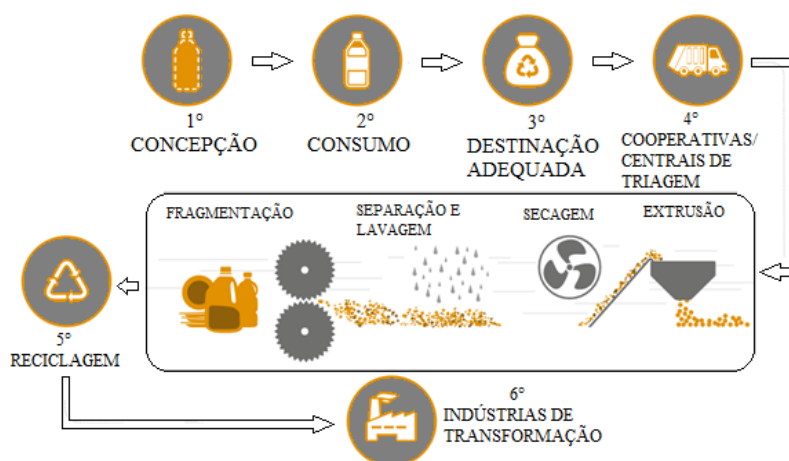 1°
CONCEPÇÃO
2°
CONSUMO
3°
DESTINAÇÃO
ADEQUADA
4°
COOPERATIVAS/
CENTRAIS DE
TRIAGEM
FRAGMENTAÇÃO
SEPARAÇÃO E
LAVAGEM
SECAGEM
EXTRUSÃO
5°
RECICLAGEM
6°
INDÚSTRIAS DE
TRANSFORMAÇÃO